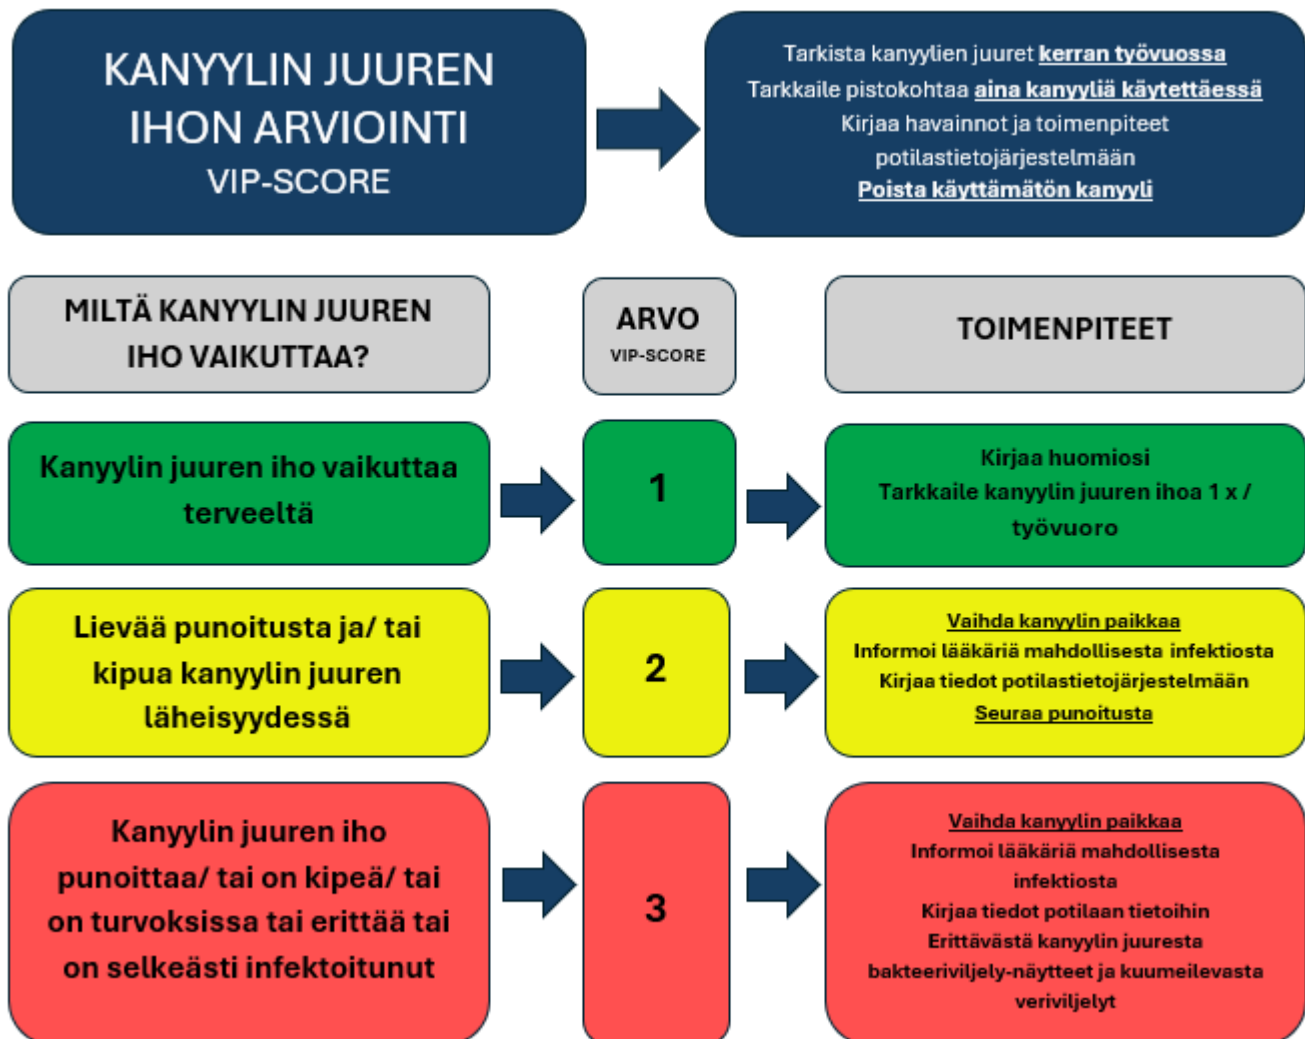 KANYYLIN JUUREN
IHON ARVIOINTI
VIP-SCORE
Tarkista kanyylien juuret kerran työvuossa
Tarkkaile pistokohtaa aina kanyyliä käytettäessä
Kirjaa havainnot ja toimenpiteet
potilastietojärjestelmään
Poista käyttämätön kanyyli
MILTÄ KANYYLIN JUUREN
IHO VAIKUTTAA?
ARVO
VIP-SCORE
TOIMENPITEET
Kanyylin juuren iho vaikuttaa
terveeltä
1
Kirjaa huomiosi
Tarkkaile kanyylin juuren ihoa 1 x /
työvuoro
Lievää punoitusta ja/ tai
kipua kanyylin juuren
läheisyydessä
2
Vaihda kanyylin paikkaa
Informoi lääkäriä mahdollisesta infektiosta
Kirjaa tiedot potilastietojärjestelmään
Seuraa punoitusta
Kanyylin juuren iho
punoittaa/ tai on kipeä/ tai
on turvoksissa tai erittää tai
on selkeästi infektoitunut
3
Vaihda kanyylin paikkaa
Informoi lääkäriä mahdollisesta
infektiosta
Kirjaa tiedot potilaan tietoihin
Erittävästä kanyylin juuresta
bakteeriviljely-näytteet ja kuumeilevasta
veriviljelyt